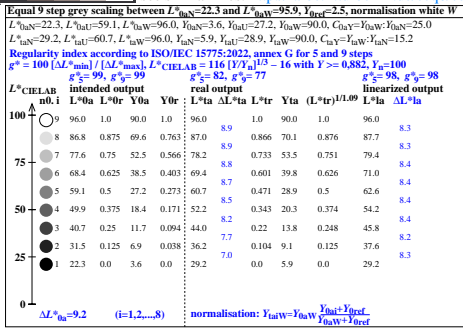 Equal 9 step grey scaling between L*0aN=22.3 and L*0aW=95.9, Y0ref=2.5, normalisation white W
L*0aN=22.3, L*0aU=59.1, L*0aW=96.0, Y0aN=3.6, Y0aU=27.2, Y0aW=90.0, C0aY=Y0aW:Y0aN=25.0
L*taN=29.2, L*taU=60.7, L*taW=96.0, YtaN=5.9, YtaU=28.9, YtaW=90.0, CtaY=YtaW:YtaN=15.2
Regularity index according to ISO/IEC 15775:2022, annex G for 5 and 9 steps
g* = 100 [ΔL*min] / [ΔL*max], L*CIELAB = 116 [Y/Yn]1/3 – 16 with Y >= 0,882, Yn=100
g*5= 99, g*9= 99 g*5= 82, g*9= 77 g*5= 98, g*9= 98
L*CIELAB intended output real output linearized output
n0. i L*0a L*0r Y0a Y0r L*ta ΔL*ta L*tr Yta (L*tr)1/1.09 L*la ΔL*la
100 9 96.0 1.0 90.0 1.0 96.0 1.0 90.0 1.0 96.0
8.9 8.3
8 86.8 0.875 69.6 0.763 87.0 0.866 70.1 0.876 87.7
8.8 8.3
7 77.6 0.75 52.5 0.566 78.2 0.733 53.5 0.751 79.4
8.8 8.3
6 68.4 0.625 38.5 0.403 69.4 0.601 39.8 0.626 71.0
8.7 8.4
5 59.1 0.5 27.2 0.273 60.7 0.471 28.9 0.5 62.6
8.5 8.4
50 4 49.9 0.375 18.4 0.171 52.2 0.343 20.3 0.374 54.2
8.2 8.4
3 40.7 0.25 11.7 0.094 44.0 0.22 13.8 0.248 45.8
7.7 8.2
2 31.5 0.125 6.9 0.038 36.2 0.104 9.1 0.125 37.6
7.0 8.3
1 22.3 0.0 3.6 0.0 29.2 0.0 5.9 0.0 29.2
0
ΔL*0a=9.2 (i=1,2,...,8) normalisation: YtaiW=Y0aW Y0ai+Y0ref / Y0aW+Y0ref